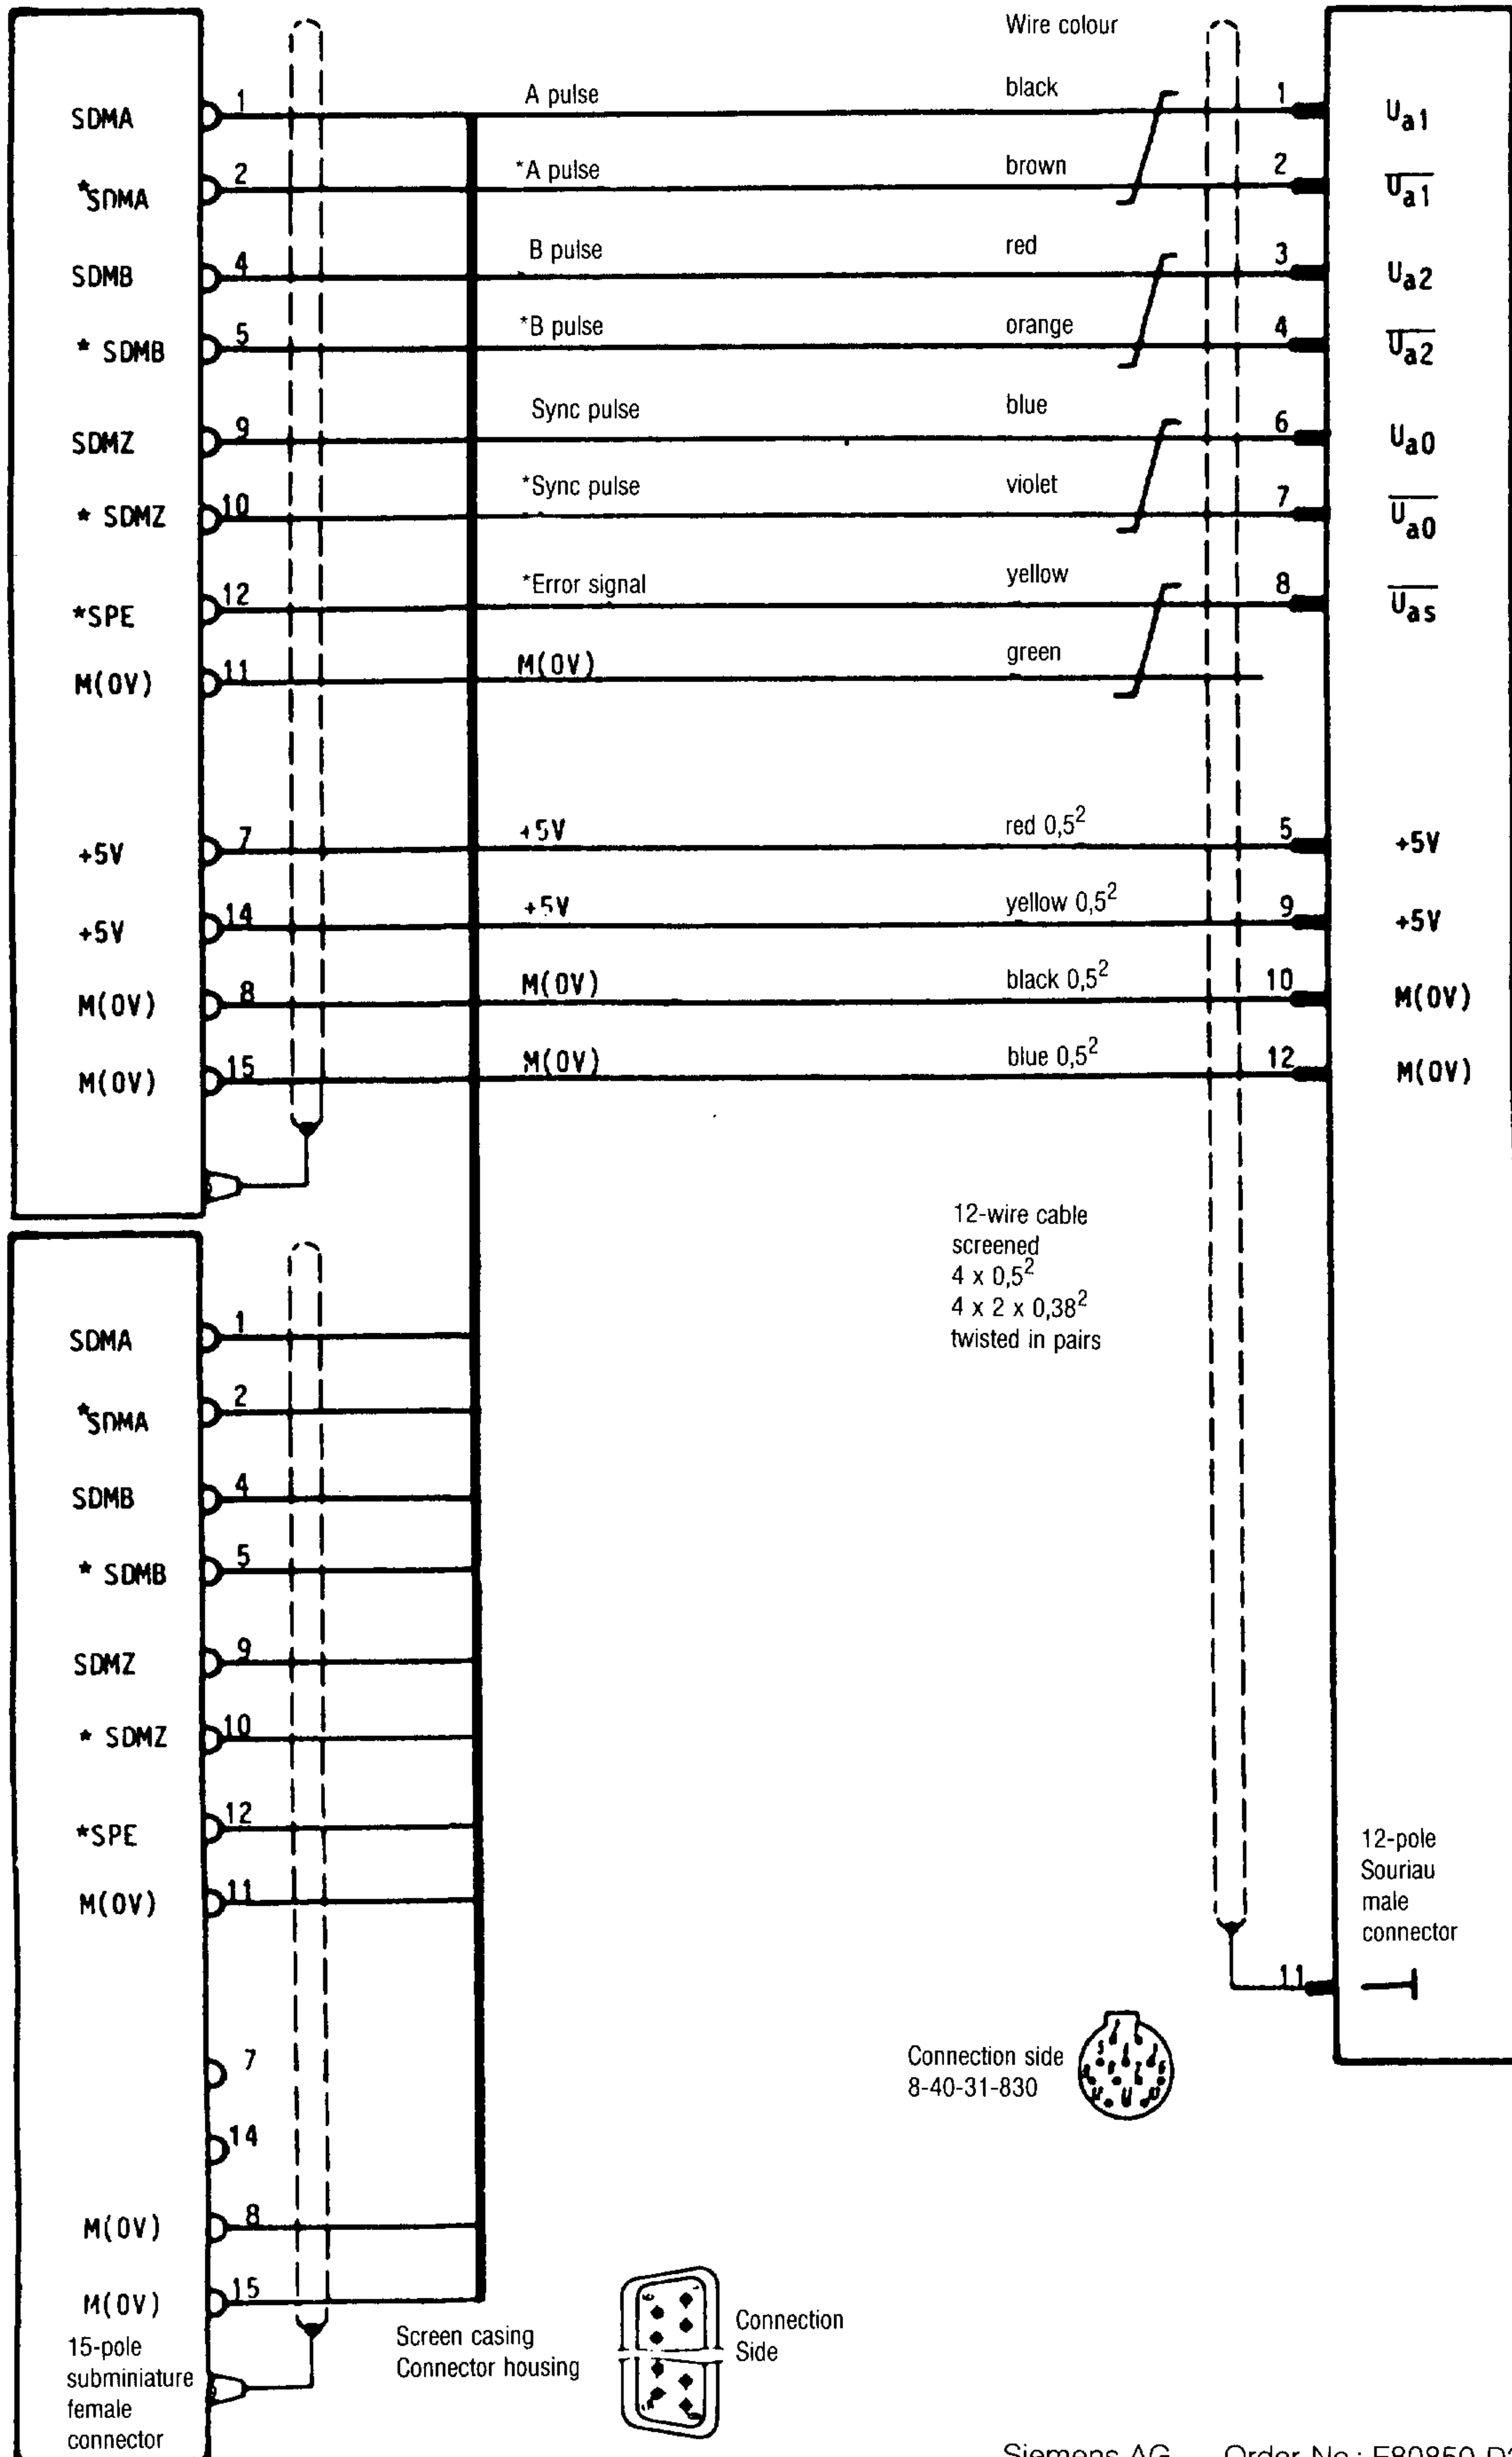 Wire colour
SDMA 1 A pulse black 1 Ua1
*SDMA 2 *A pulse brown 2 Ua1
SDMB 4 B pulse red 3 Ua2
* SDMB 5 *B pulse orange 4 Ua2
SDMZ 9 Sync pulse blue 6 Ua0
* SDMZ 10 *Sync pulse violet 7 Ua0
*SPE 12 *Error signal yellow 8 Uas
M(0V) 11 M(0V) green
+5V 7 +5V red 0,5² 5 +5V
+5V 14 +5V yellow 0,5² 9 +5V
M(0V) 8 M(0V) black 0,5² 10 M(0V)
M(0V) 15 M(0V) blue 0,5² 12 M(0V)
12-wire cable
screened
4 x 0,5²
4 x 2 x 0,38²
twisted in pairs
SDMA 1
*SDMA 2
SDMB 4
* SDMB 5
SDMZ 9
* SDMZ 10
*SPE 12
M(0V) 11
7
14
M(0V) 8
M(0V) 15
15-pole
subminiature
female
connector
12-pole
Souriau
male
connector
11
Connection side
8-40-31-830
Screen casing
Connector housing
Connection
Side
Siemens AG Order No.: